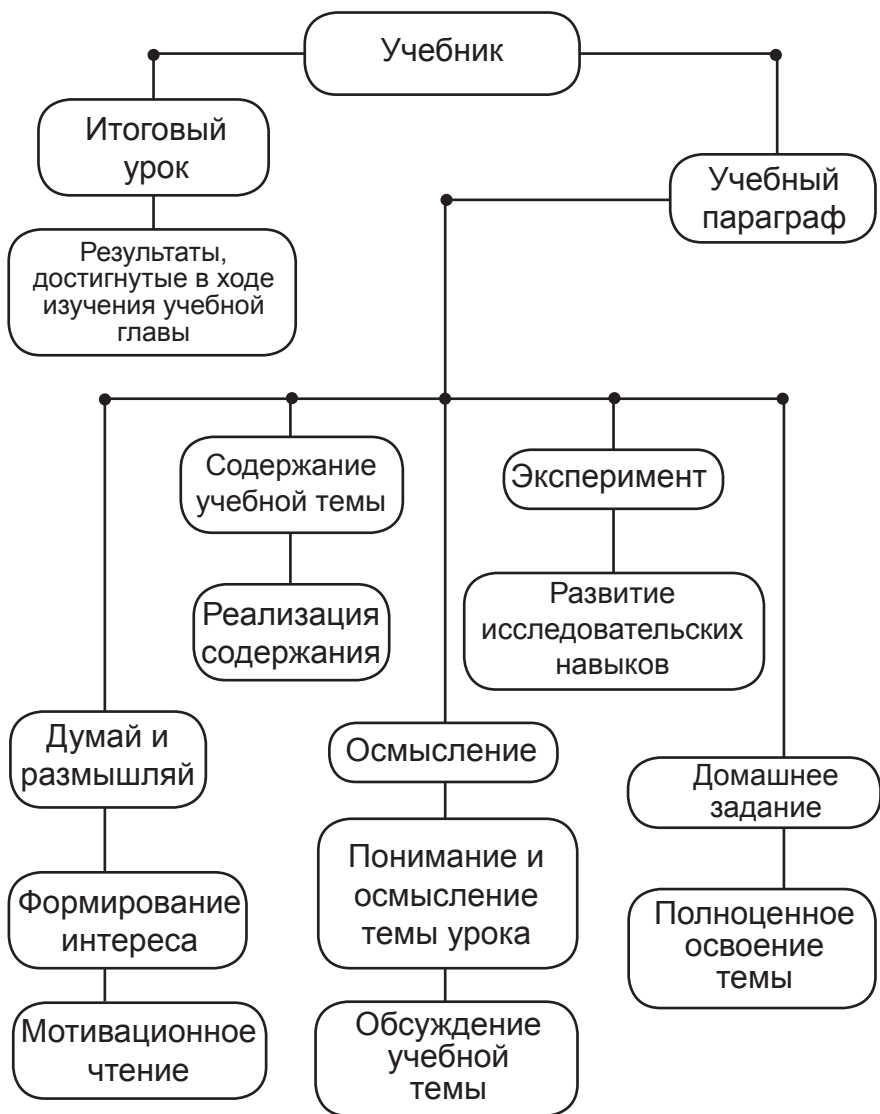 Учебник
Итоговый
урок
Учебный
параграф
Результаты,
достигнутые в ходе
изучения учебной
главы
Содержание
учебной темы
Эксперимент
Реализация
содержания
Развитие
исследовательских
навыков
Думай и
размышляй
Осмысление
Домашнее
задание
Формирование
интереса
Понимание и
осмысление
темы урока
Полноценное
освоение
темы
Мотивационное
чтение
Обсуждение
учебной
темы